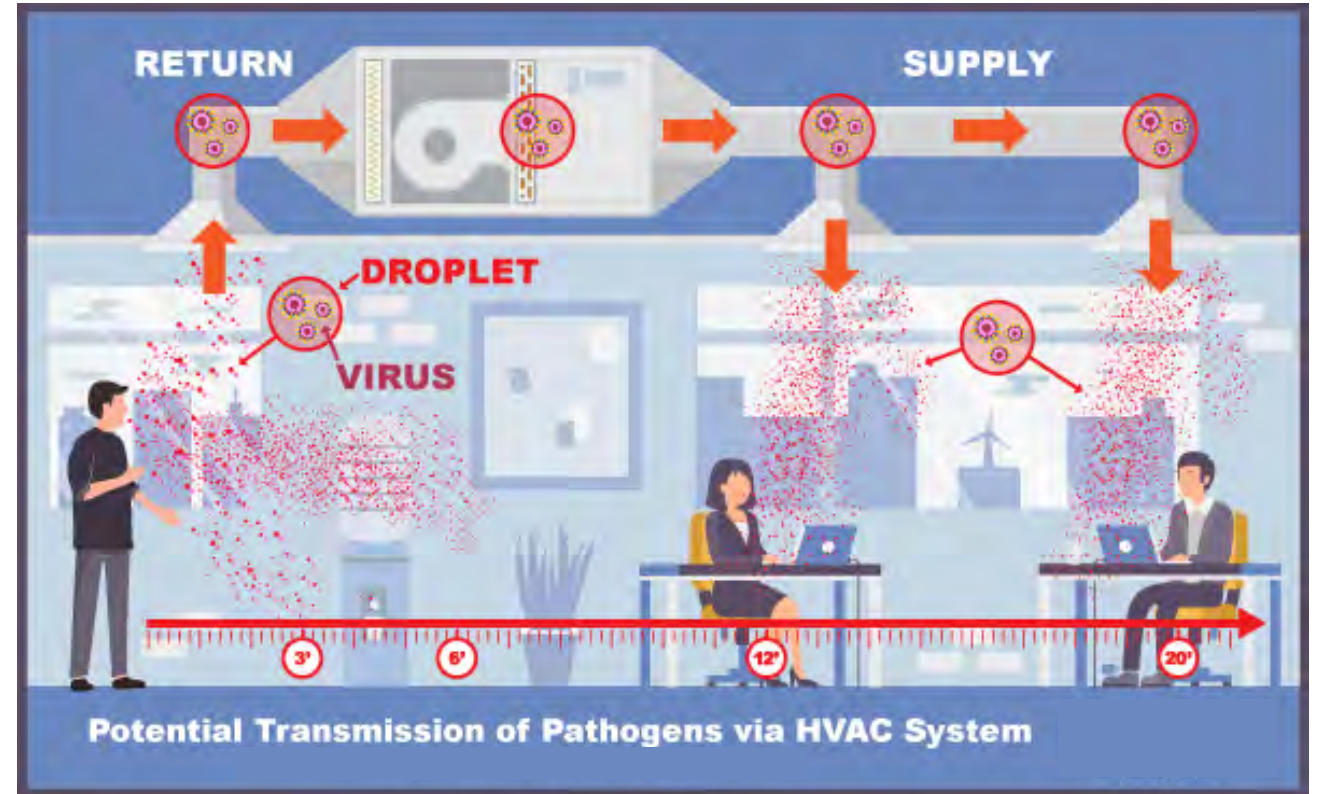 RETURN
SUPPLY
DROPLET
VIRUS
3'
6'
12'
20'
Potential Transmission of Pathogens via HVAC System